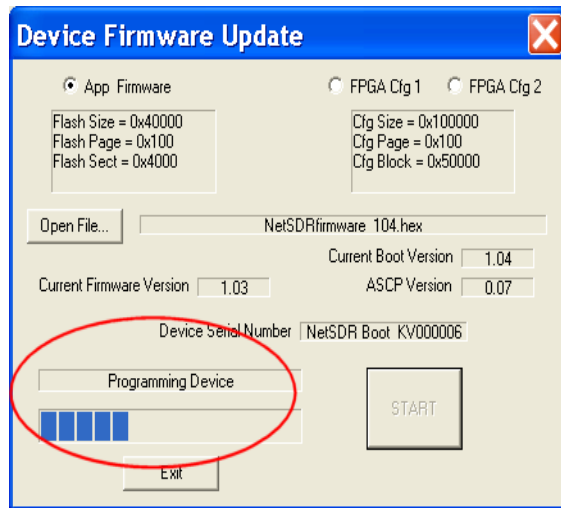 Device Firmware Update
App Firmware
FPGA Cfg 1
FPGA Cfg 2
Flash Size = 0x40000
Flash Page = 0x100
Flash Sect = 0x4000
Cfg Size = 0x100000
Cfg Page = 0x100
Cfg Block = 0x50000
Open File...
NetSDRfirmware 104.hex
Current Boot Version 1.04
Current Firmware Version 1.03
ASCP Version 0.07
Device Serial Number NetSDR Boot KV000006
Programming Device
START
Exit